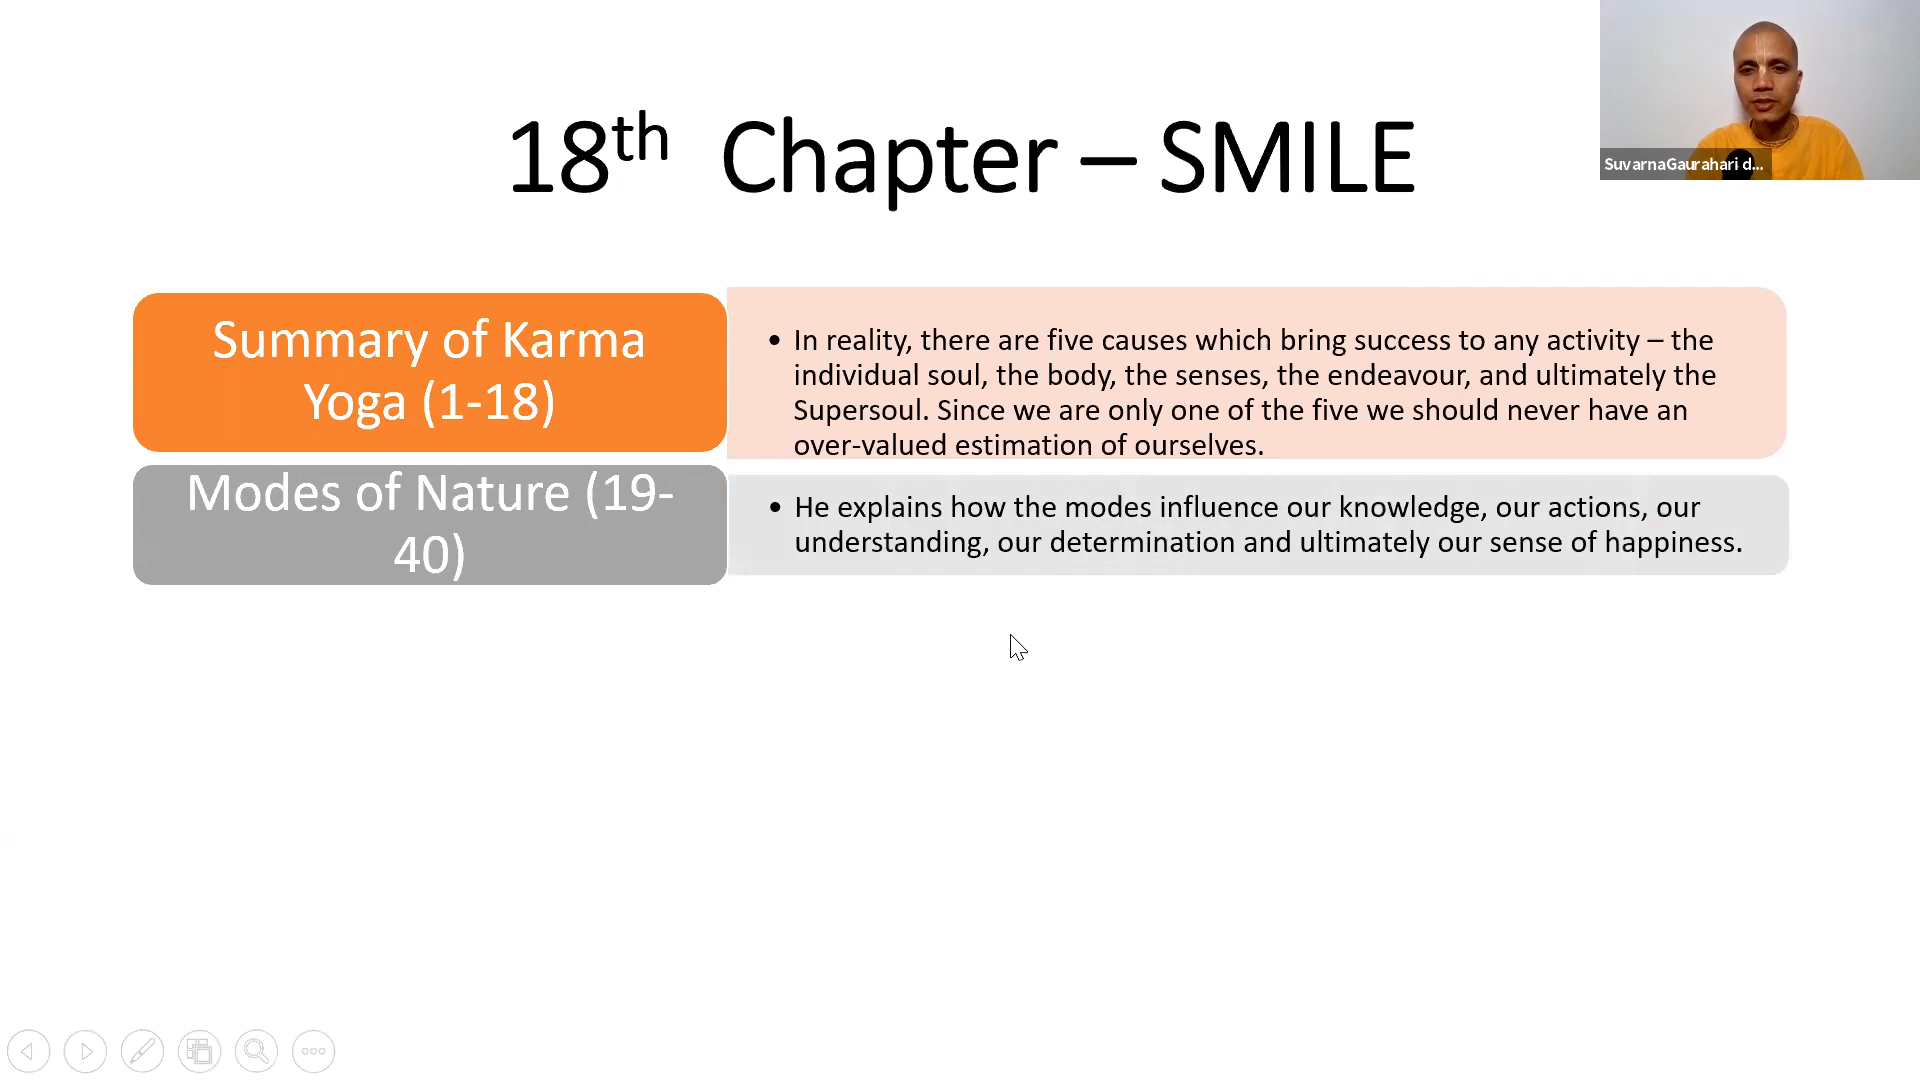 18th Chapter – SMILE
SuvarnaGaurahari d...
Summary of Karma
Yoga (1-18)
• In reality, there are five causes which bring success to any activity – the
individual soul, the body, the senses, the endeavour, and ultimately the
Supersoul. Since we are only one of the five we should never have an
over-valued estimation of ourselves.
Modes of Nature (19-
40)
• He explains how the modes influence our knowledge, our actions, our
understanding, our determination and ultimately our sense of happiness.